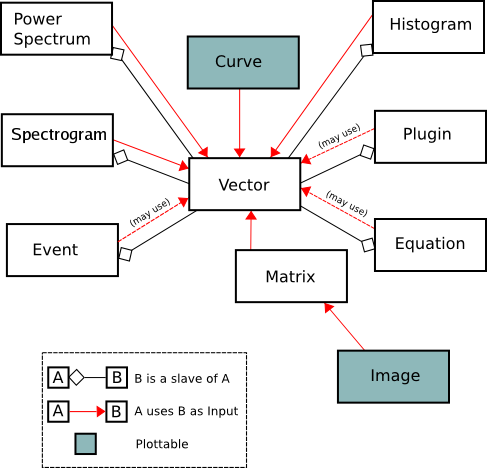 Power
Spectrum
Histogram
Curve
Spectrogram
(may use)
Plugin
Vector
(may use)
(may use)
Event
Equation
Matrix
Image
A B B is a slave of A
A B A uses B as Input
Plottable